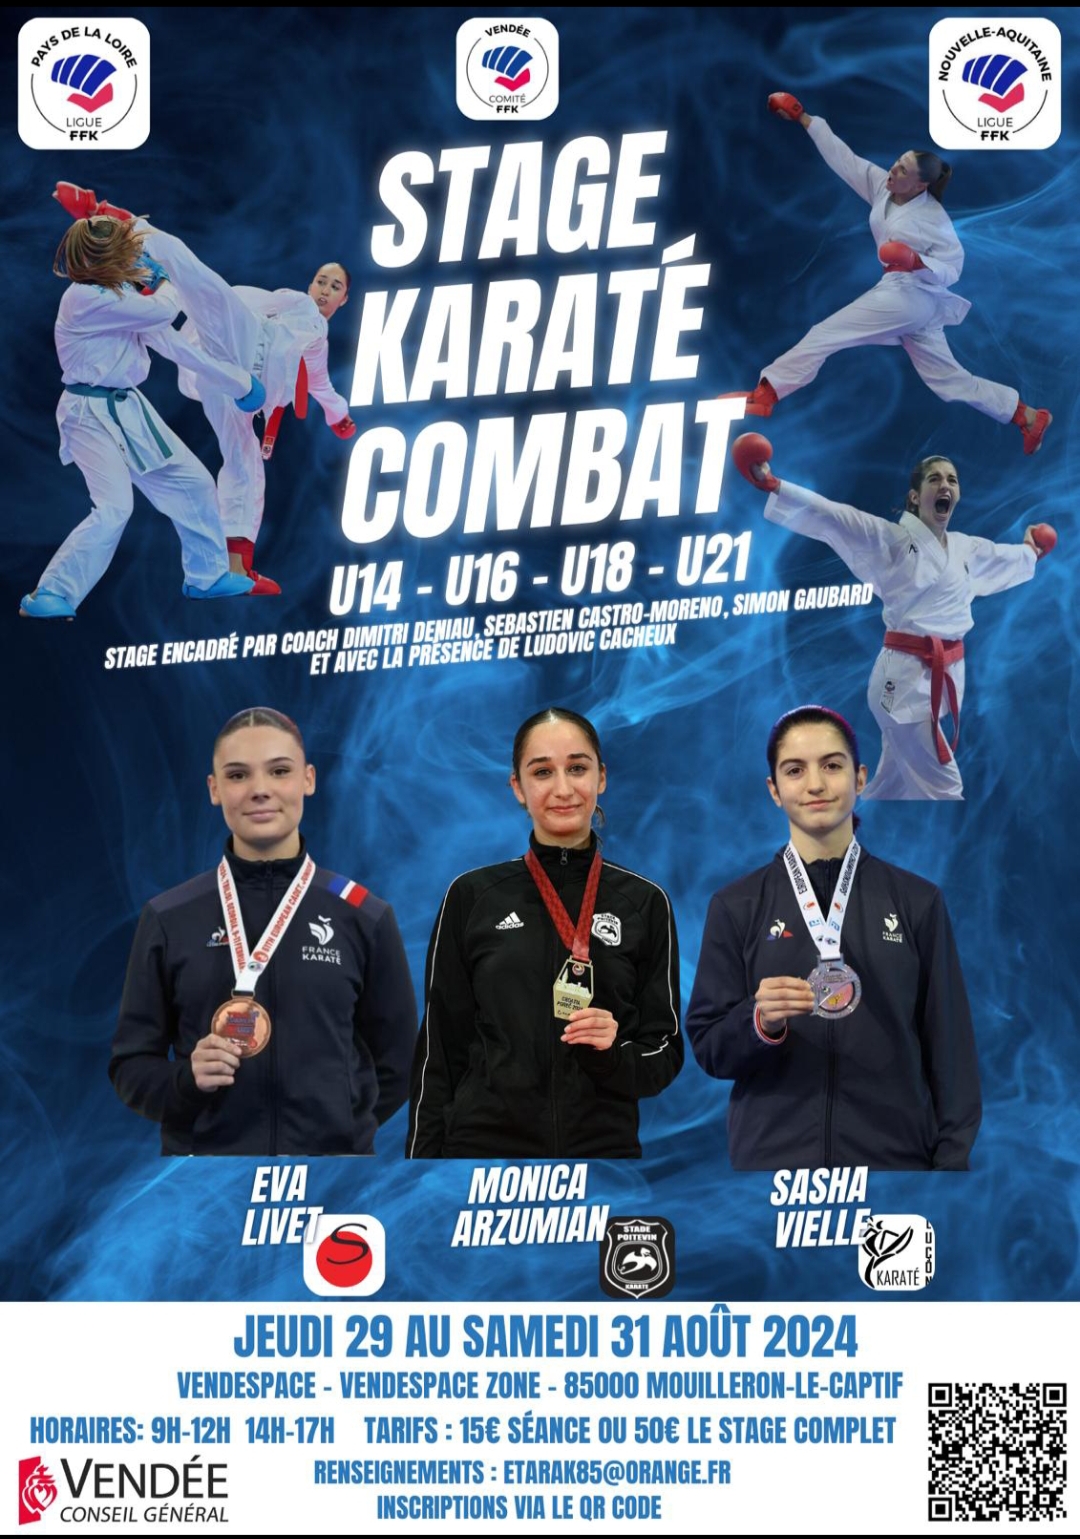 PAYS DE LA LOIRE
LIGUE
FFK
VENDÉE
COMITÉ
FFK
NOUVELLE-AQUITAINE
LIGUE
FFK
STAGE
KARATÉ
COMBAT
U14 - U16 - U18 - U21
STAGE ENCADRÉ PAR COACH DIMITRI DENIAU, SEBASTIEN CASTRO-MORENO, SIMON GAUBARD
ET AVEC LA PRÉSENCE DE LUDOVIC CACHEUX
FRANCE
KARATÉ
adidas
FRANCE
KARATÉ
EVA
LIVET
S
MONICA
ARZUMIAN
STADE
POITEVIN
KARATE
SASHA
VIELLE
KARATÉ
JEUDI 29 AU SAMEDI 31 AOÛT 2024
VENDESPACE - VENDESPACE ZONE - 85000 MOUILLERON-LE-CAPTIF
HORAIRES: 9H-12H 14H-17H TARIFS : 15€ SÉANCE OU 50€ LE STAGE COMPLET
RENSEIGNEMENTS : ETARAK85@ORANGE.FR
INSCRIPTIONS VIA LE QR CODE
VENDÉE
CONSEIL GÉNÉRAL